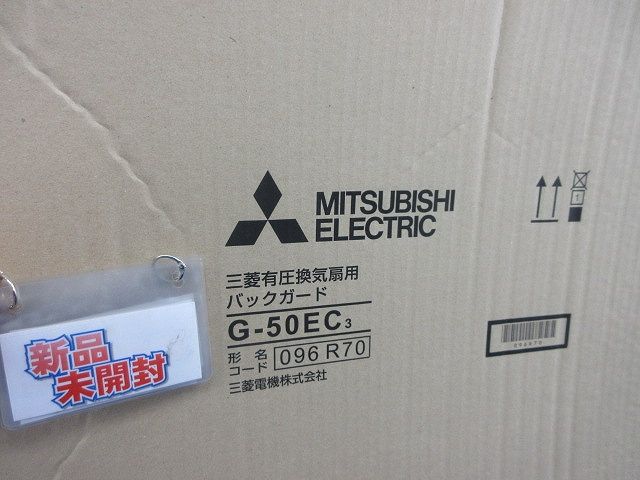 MITSUBISHI
ELECTRIC
三菱有圧換気扇用
バックガード
G-50EC3
形名
コード 096 R70
三菱電機株式会社
096R70
新品
未開封